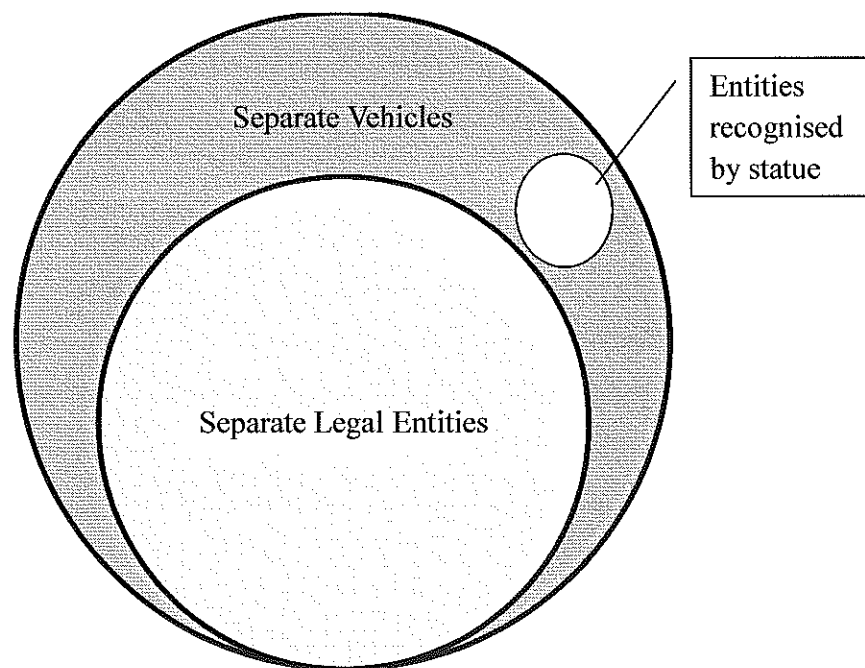 Separate Vehicles
Entities
recognised
by statue
Separate Legal Entities